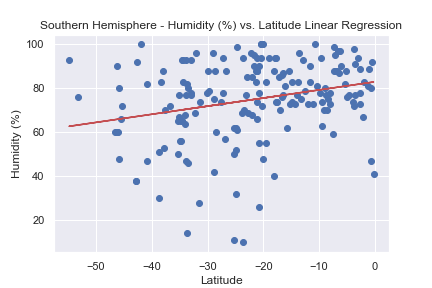 Southern Hemisphere - Humidity (%) vs. Latitude Linear Regression
100
80
60
40
20
Humidity (%)
−50 −40 −30 −20 −10 0
Latitude